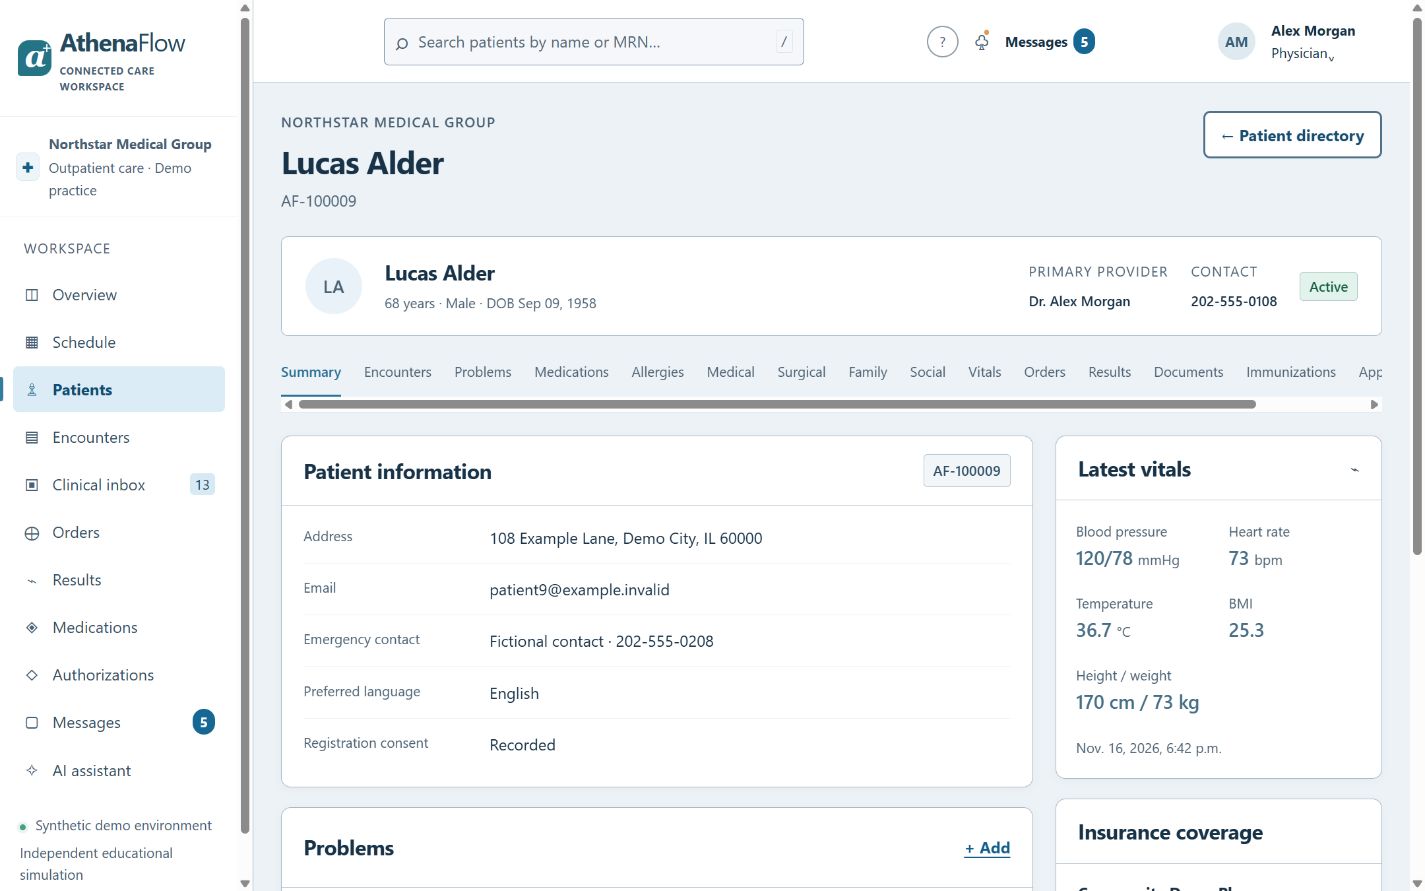 AthenaFlow
CONNECTED CARE
WORKSPACE
Northstar Medical Group
Outpatient care · Demo
practice
WORKSPACE
Overview
Schedule
Patients
Encounters
Clinical inbox 13
Orders
Results
Medications
Authorizations
Messages 5
AI assistant
Synthetic demo environment
Independent educational
simulation
Search patients by name or MRN... /
?
Messages 5
AM
Alex Morgan
Physician
NORTHSTAR MEDICAL GROUP
Lucas Alder
AF-100009
← Patient directory
LA
Lucas Alder
68 years · Male · DOB Sep 09, 1958
PRIMARY PROVIDER
Dr. Alex Morgan
CONTACT
202-555-0108
Active
Summary Encounters Problems Medications Allergies Medical Surgical Family Social Vitals Orders Results Documents Immunizations App
Patient information AF-100009
Address 108 Example Lane, Demo City, IL 60000
Email patient9@example.invalid
Emergency contact Fictional contact · 202-555-0208
Preferred language English
Registration consent Recorded
Problems + Add
Latest vitals
Blood pressure Heart rate
120/78 mmHg 73 bpm
Temperature BMI
36.7 °C 25.3
Height / weight
170 cm / 73 kg
Nov. 16, 2026, 6:42 p.m.
Insurance coverage